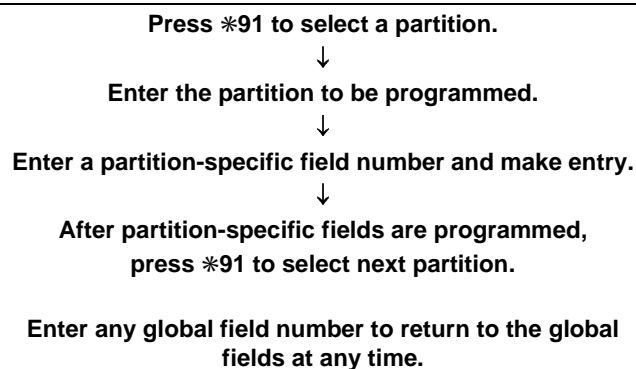 Press ✳91 to select a partition.
↓
Enter the partition to be programmed.
↓
Enter a partition-specific field number and make entry.
↓
After partition-specific fields are programmed,
press ✳91 to select next partition.
Enter any global field number to return to the global
fields at any time.